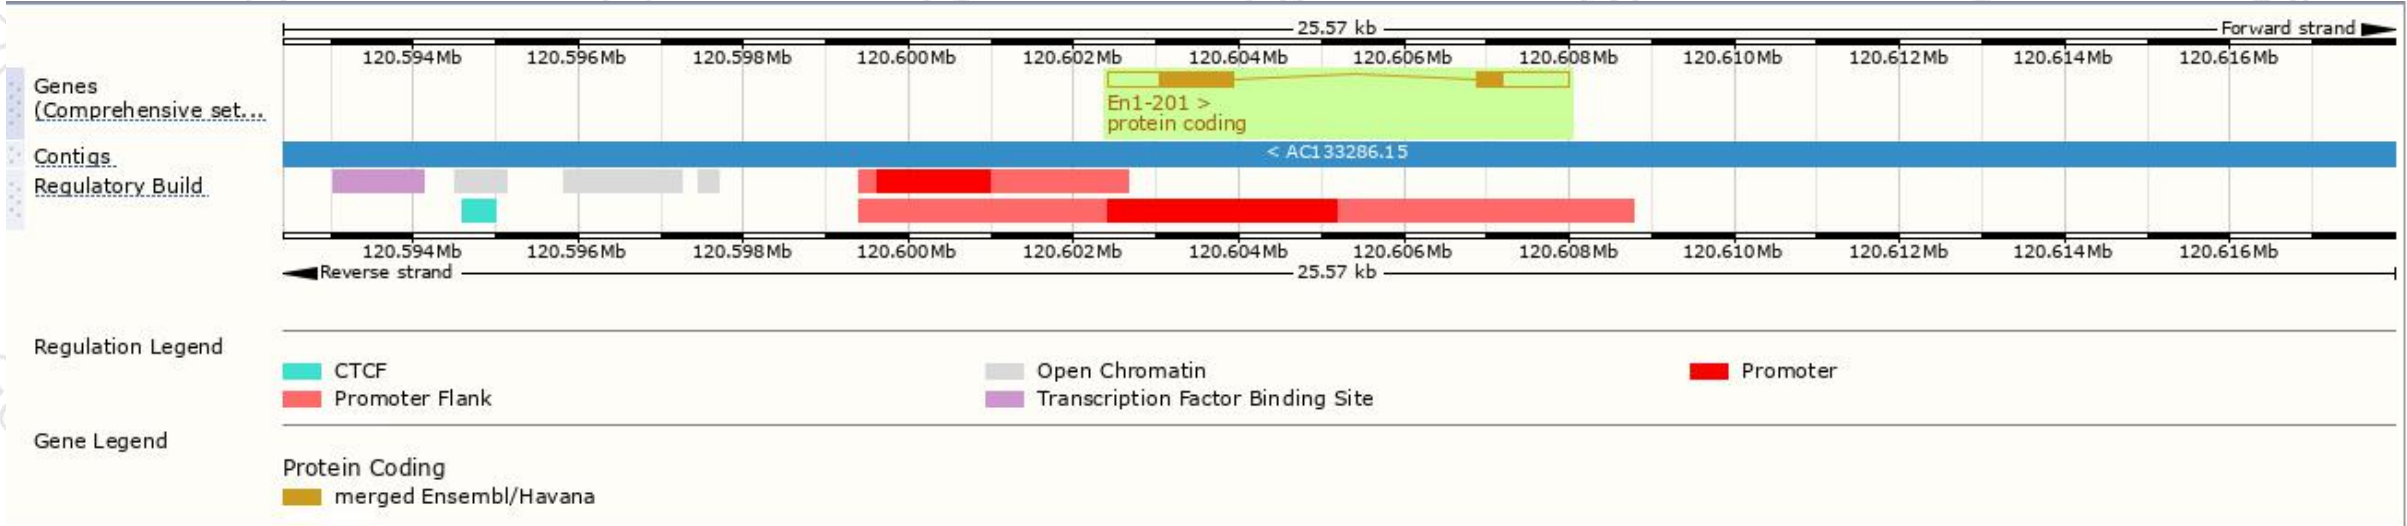 25.57 kb Forward strand
120.594Mb 120.596Mb 120.598Mb 120.600Mb 120.602Mb 120.604Mb 120.606Mb 120.608Mb 120.610Mb 120.612Mb 120.614Mb 120.616Mb
Genes
(Comprehensive set...
En1-201 >
protein coding
Contigs
< AC133286.15
Regulatory Build
120.594Mb 120.596Mb 120.598Mb 120.600Mb 120.602Mb 120.604Mb 120.606Mb 120.608Mb 120.610Mb 120.612Mb 120.614Mb 120.616Mb
Reverse strand 25.57 kb
Regulation Legend
CTCF Open Chromatin Promoter
Promoter Flank Transcription Factor Binding Site
Gene Legend
Protein Coding
merged Ensembl/Havana